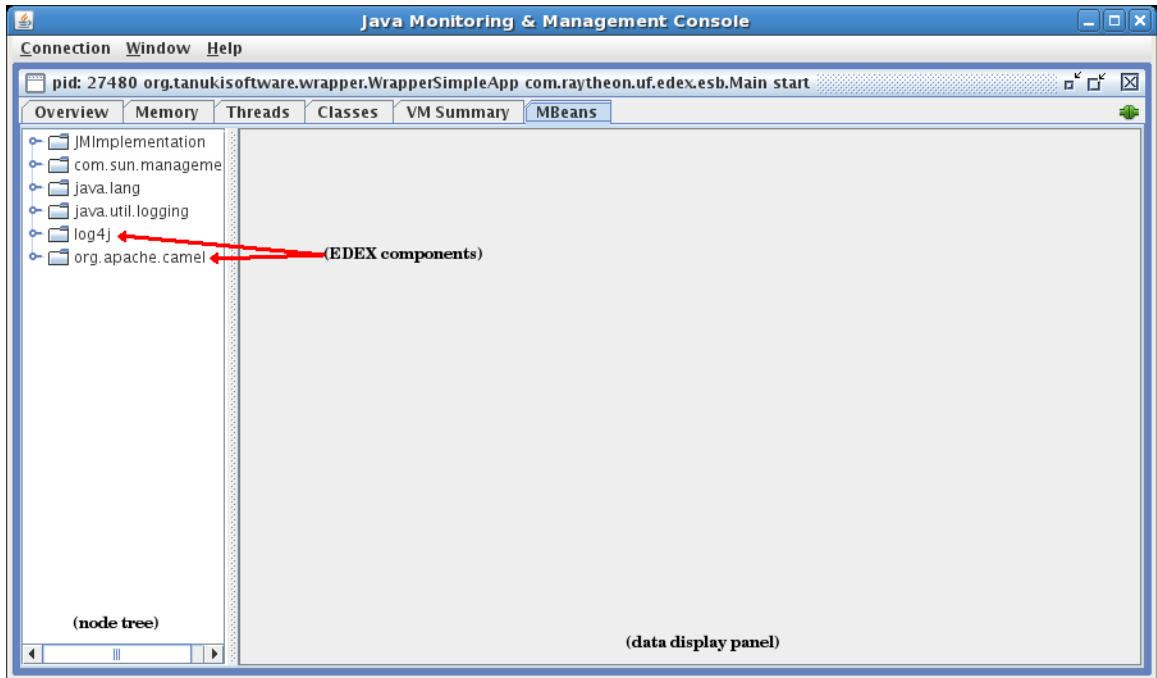 Java Monitoring & Management Console
Connection Window Help
pid: 27480 org.tanukisoftware.wrapper.WrapperSimpleApp com.raytheon.uf.edex.esb.Main start
Overview Memory Threads Classes VM Summary MBeans
JMImplementation
com.sun.manageme
java.lang
java.util.logging
log4j
org.apache.camel
(EDEX components)
(node tree)
(data display panel)